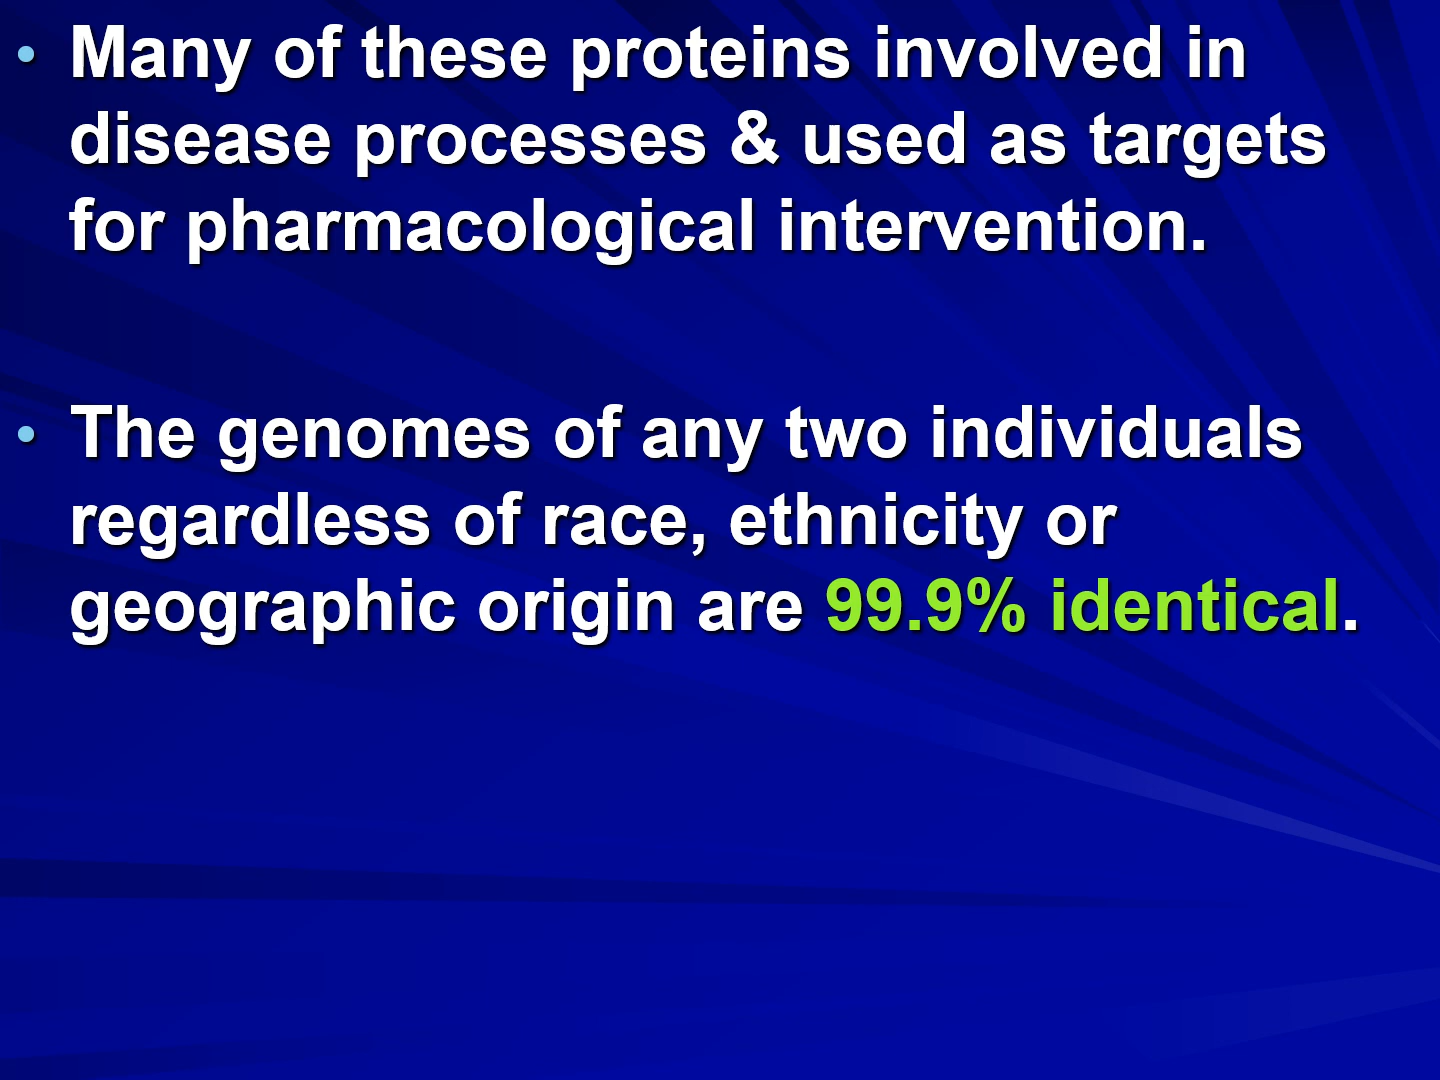 • Many of these proteins involved in
disease processes & used as targets
for pharmacological intervention.
• The genomes of any two individuals
regardless of race, ethnicity or
geographic origin are 99.9% identical.